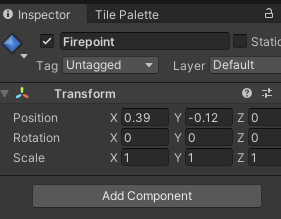 Inspector Tile Palette
Firepoint Static
Tag Untagged Layer Default
Transform
Position X 0.39 Y -0.12 Z 0
Rotation X 0 Y 0 Z 0
Scale X 1 Y 1 Z 1
Add Component